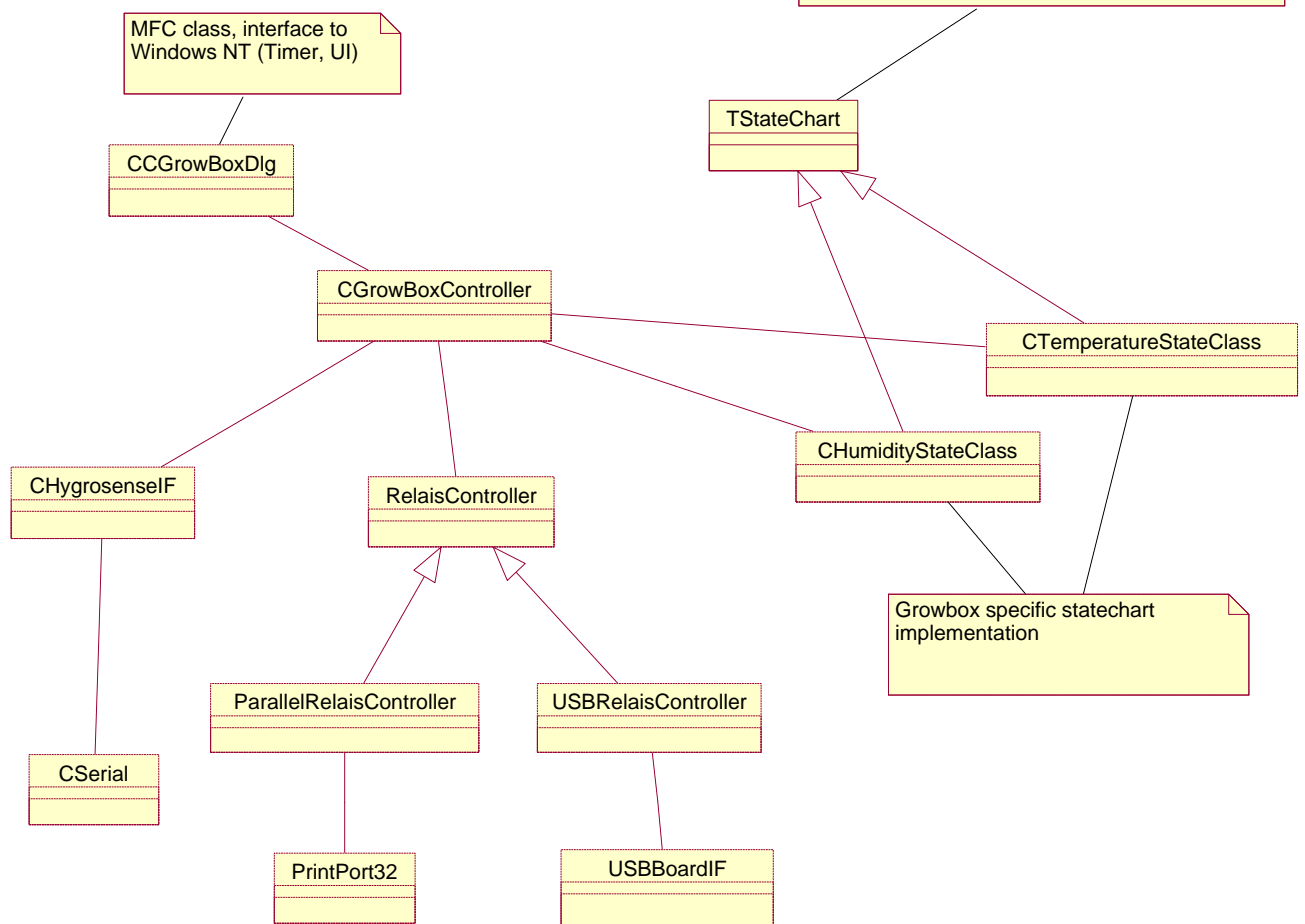 MFC class, interface to
Windows NT (Timer, UI)
TStateChart
CCGrowBoxDlg
CGrowBoxController
CTemperatureStateClass
CHumidityStateClass
CHygrosenseIF
RelaisController
Growbox specific statechart
implementation
ParallelRelaisController
USBRelaisController
CSerial
PrintPort32
USBBoardIF